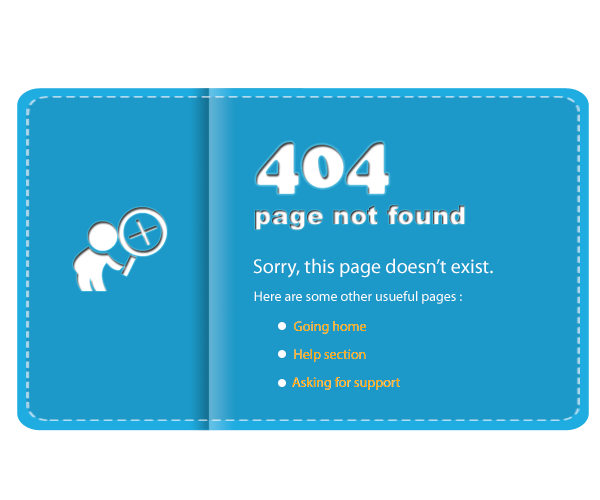 404
page not found
Sorry, this page doesn't exist.
Here are some other usueful pages :
Going home
Help section
Asking for support